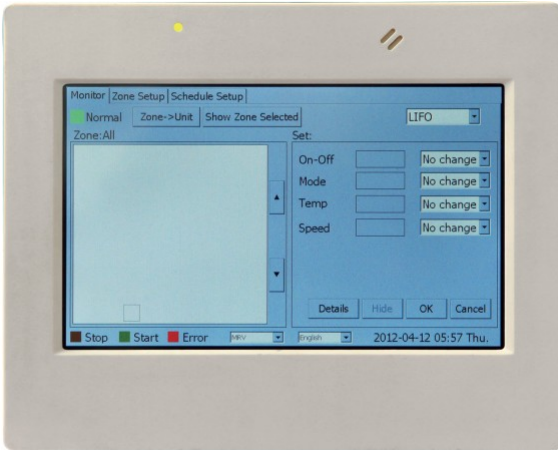 Monitor Zone Setup Schedule Setup
Normal Zone->Unit Show Zone Selected LIFO
Zone:All Set:
On-Off No change
Mode No change
Temp No change
Speed No change
Details Hide OK Cancel
Stop Start Error MRV English 2012-04-12 05:57 Thu.